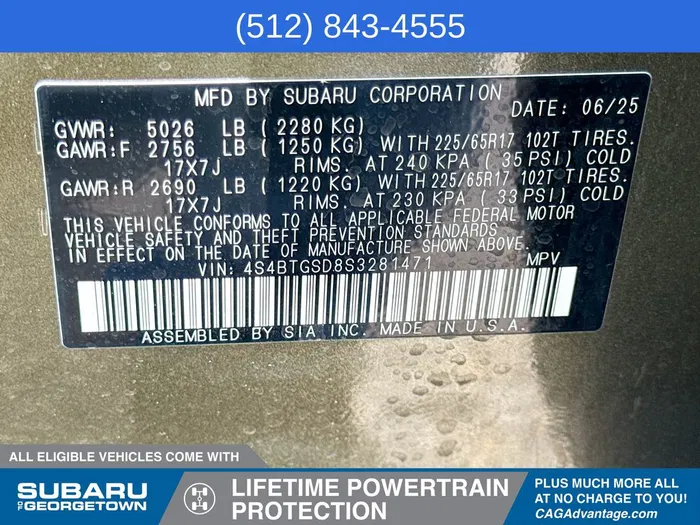 (512) 843-4555
MFD BY SUBARU CORPORATION DATE: 06/25
GVWR: 5026 LB (2280 KG)
GAWR:F 2756 LB (1250 KG) WITH 225/65R17 102T TIRES.
17X7J RIMS. AT 240 KPA ( 35 PSI) COLD
GAWR:R 2690 LB (1220 KG) WITH 225/65R17 102T TIRES.
17X7J RIMS. AT 230 KPA ( 33 PSI) COLD
THIS VEHICLE CONFORMS TO ALL APPLICABLE FEDERAL MOTOR
VEHICLE SAFETY AND THEFT PREVENTION STANDARDS
IN EFFECT ON THE DATE OF MANUFACTURE SHOWN ABOVE.
VIN: 4S4BTGSD8S3281471 MPV
ASSEMBLED BY SIA INC. MADE IN U.S.A.
ALL ELIGIBLE VEHICLES COME WITH
SUBARU
OF GEORGETOWN
LIFETIME POWERTRAIN
PROTECTION
PLUS MUCH MORE ALL
AT NO CHARGE TO YOU!
CAGAdvantage.com